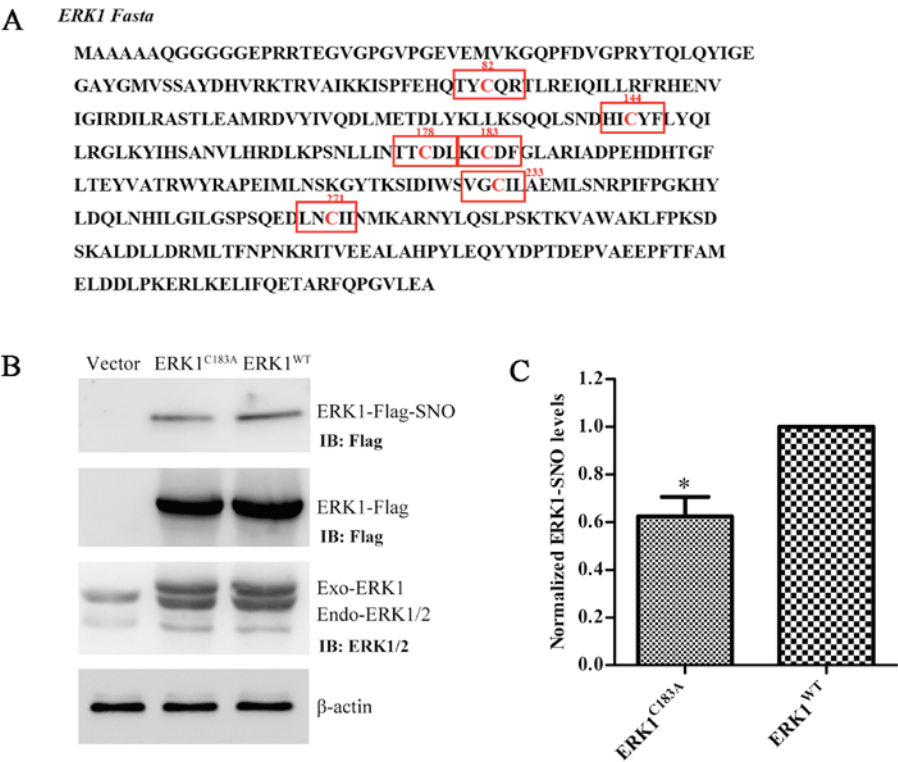 A
ERK1 Fasta
MAAAAAQGGGGGEPRRTEGVGPGVPGEVEMVKGQPFDVGPRYTQLQYIGE
82
GAYGMVSSAYDHVRKTRVAIKKISPFEHQTYCQRTLREIQILLRFRHENV
144
IGIRDILRASTLEAMRDVYIVQDLMETDLYKLLKSQQLSNDHICYFLYQI
178 183
LRGLKYIHSANVLHRDLKPSNLLINTTCDLKICDFGLARIADPEHDHTGF
LTEYVATRWYRAPEIMLNSKGYTKSIDIWSVGCILAEMLSNRPIFPGKHY
233
271
LDQLNHILGILGSPSQEDLNCIINMKARNYLQSLPSKTKVAWAKLFPKSD
SKALDLLDRMLTFNPNKRITVEEALAHPYLEQYYDPTDEPVAEEPFTFAM
ELDDLPKERLKELIFQETARFQPGVLEA
B
Vector ERK1C183A ERK1WT
ERK1-Flag-SNO
IB: Flag
ERK1-Flag
IB: Flag
Exo-ERK1
Endo-ERK1/2
IB: ERK1/2
β-actin
C
Normalized ERK1-SNO levels
1.2
1.0
0.8
0.6
0.4
0.2
0.0
*
ERK1C183A
ERK1WT